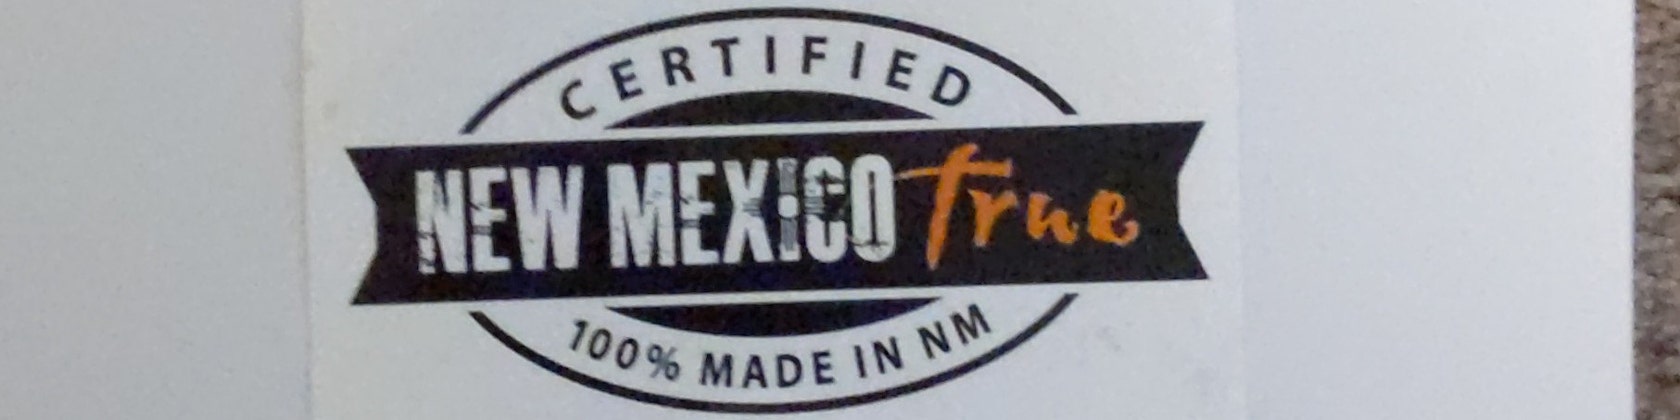 CERTIFIED
NEW MEXICO true
100% MADE IN NM